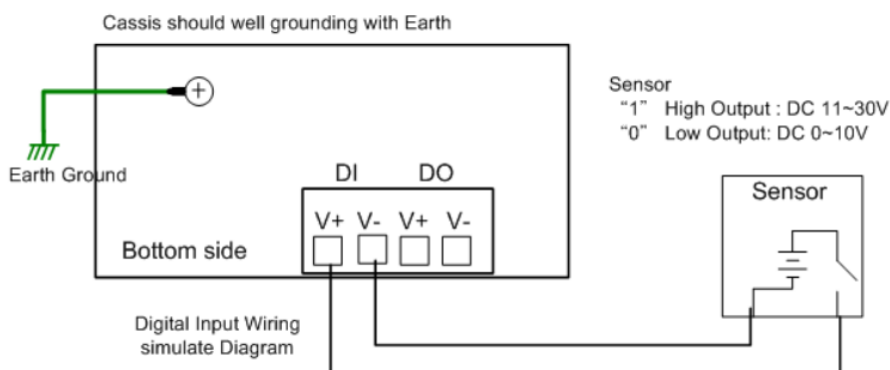 Cassis should well grounding with Earth
Sensor
“1” High Output : DC 11~30V
“0” Low Output: DC 0~10V
Earth Ground
DI DO
Sensor
V+ V- V+ V-
Bottom side
Digital Input Wiring
simulate Diagram